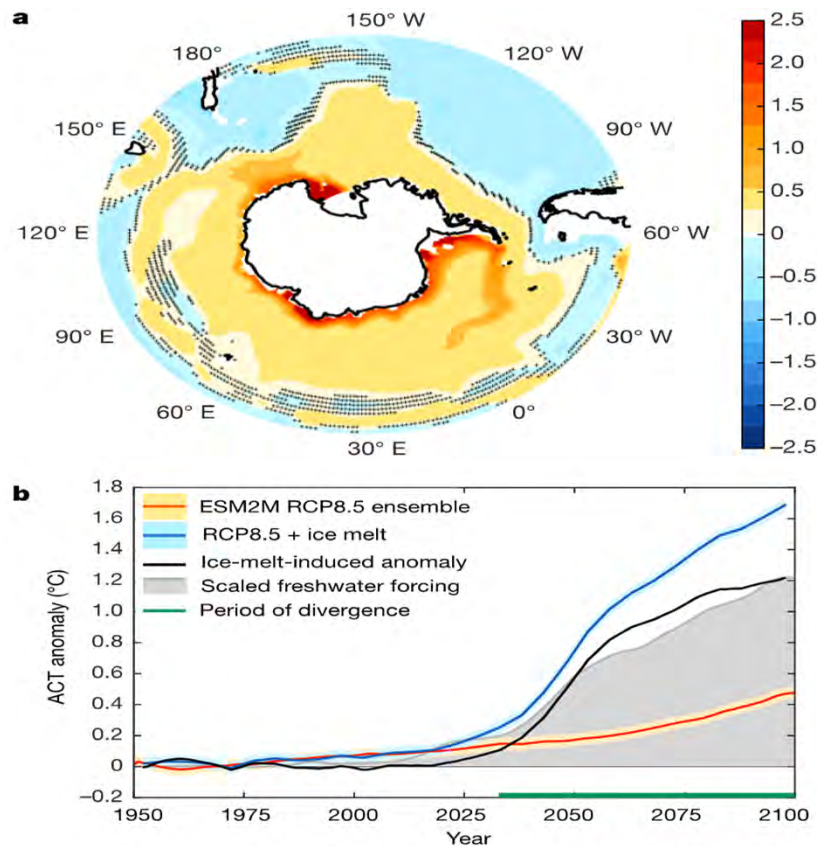 a
150° W
180°
120° W
150° E
90° W
120° E
60° W
90° E
30° W
60° E
0°
30° E
2.5
2.0
1.5
1.0
0.5
0
−0.5
−1.0
−1.5
−2.0
−2.5
b
1.8
1.6
1.4
1.2
1.0
0.8
0.6
0.4
0.2
0
−0.2
ACT anomaly (°C)
ESM2M RCP8.5 ensemble
RCP8.5 + ice melt
Ice-melt-induced anomaly
Scaled freshwater forcing
Period of divergence
1950 1975 2000 2025 2050 2075 2100
Year